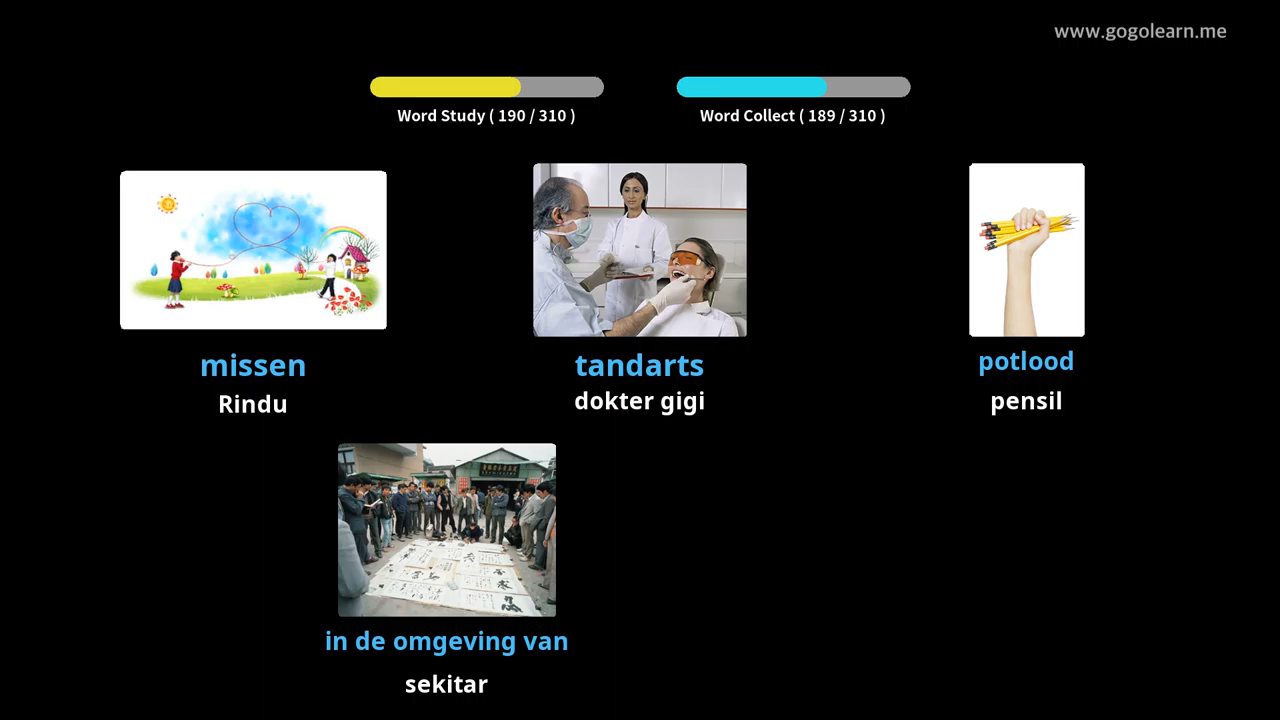 www.gogolearn.me
Word Study ( 190 / 310 )
Word Collect ( 189 / 310 )
missen
Rindu
tandarts
dokter gigi
potlood
pensil
in de omgeving van
sekitar